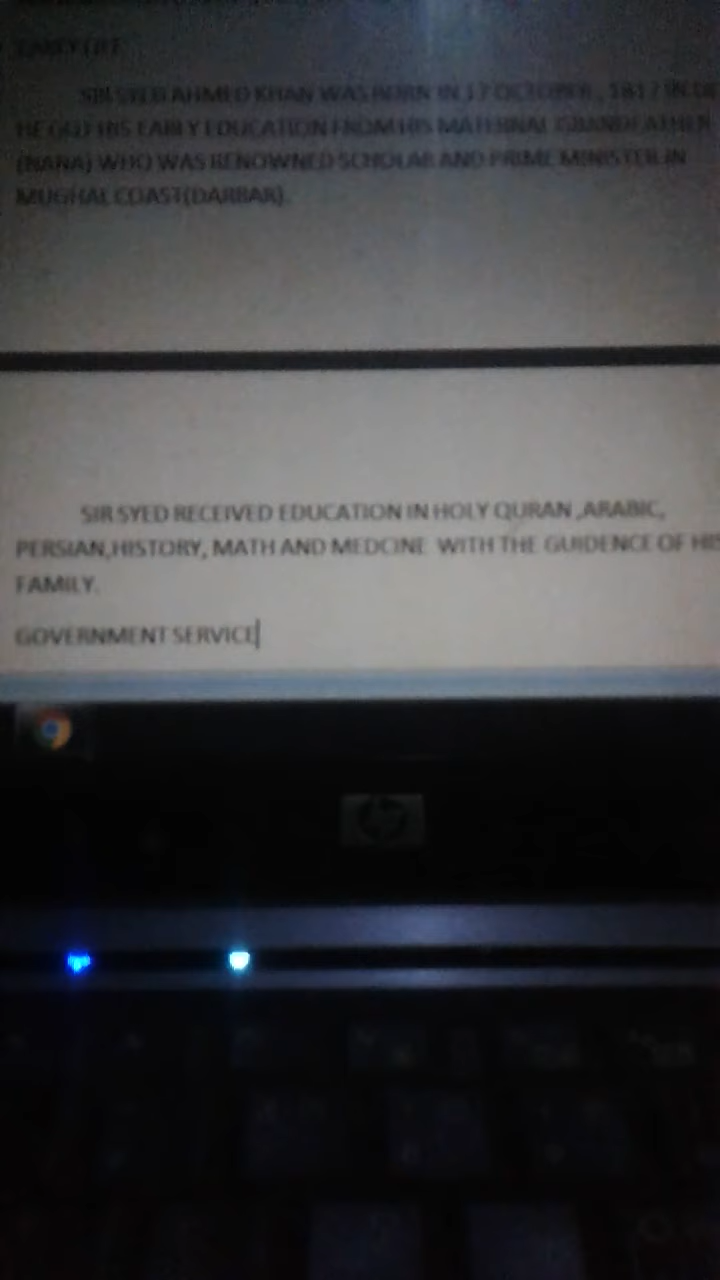 EARLY LIFE
SIR SYED AHMED KHAN WAS BORN IN 17 OCTOBER , 1817 IN
HE HIS EARLY EDUCATION FROM HIS MATERNAL GRANDFATHER
(NANA) WHO WAS RENOWNED SCHOLAR AND PRIME MINISTER IN
MUGHAL COAST(DARBAR).
SIR SYED RECEIVED EDUCATION IN HOLY QURAN ,ARABIC,
PERSIAN,HISTORY, MATH AND MEDCINE WITH THE GUIDENCE OF HIS
FAMILY.
GOVERNMENT SERVICE
hp